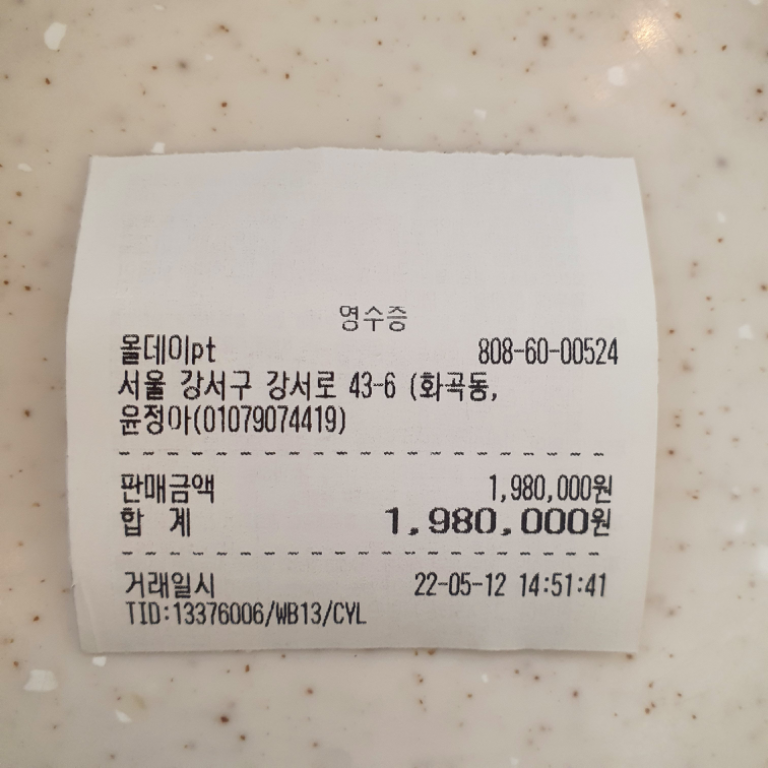 영수증
올데이pt 808-60-00524
서울 강서구 강서로 43-6 (화곡동,
윤정아(01079074419)
판매금액 1,980,000원
합 계 1,980,000원
거래일시 22-05-12 14:51:41
TID:13376006/WB13/CYL